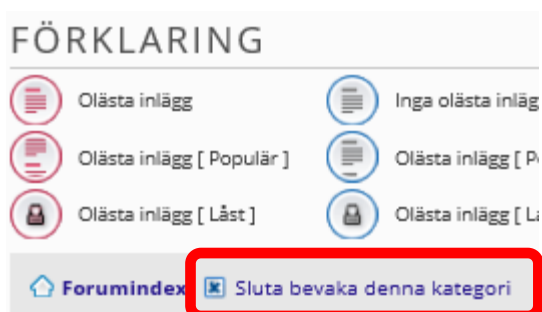 FÖRKLARING
Olästa inlägg Inga olästa inläg
Olästa inlägg [ Populär ] Olästa inlägg [ P
Olästa inlägg [ Låst ] Olästa inlägg [ L
Forumindex Sluta bevaka denna kategori